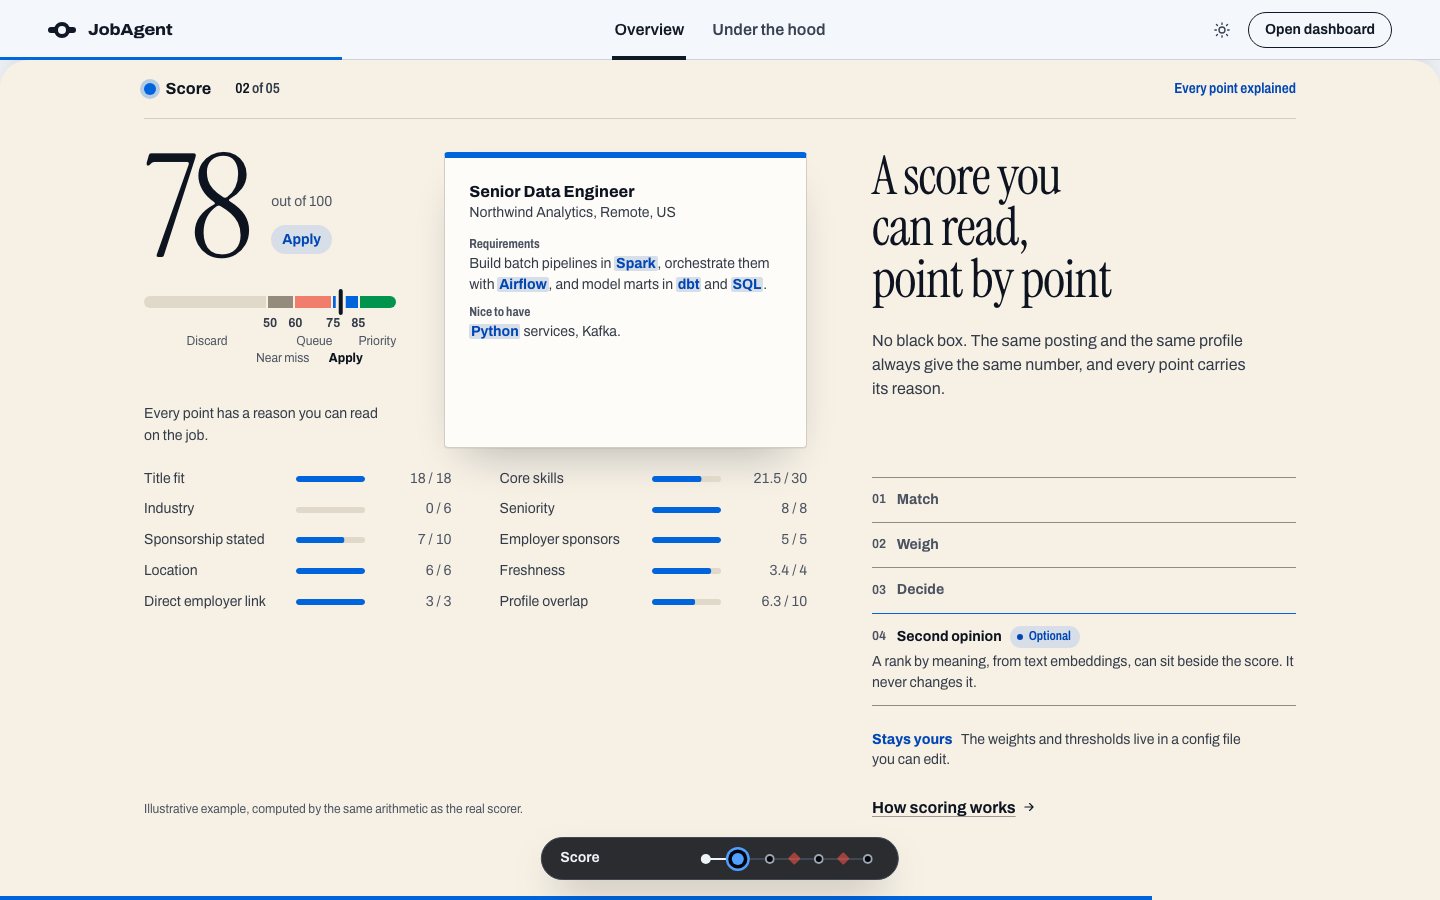 JobAgent
Overview
Under the hood
Open dashboard
Score
02 of 05
Every point explained
78
out of 100
Apply
50 60 75 85
Discard Queue Priority
Near miss Apply
Every point has a reason you can read
on the job.
Senior Data Engineer
Northwind Analytics, Remote, US
Requirements
Build batch pipelines in Spark, orchestrate them
with Airflow, and model marts in dbt and SQL.
Nice to have
Python services, Kafka.
Title fit 18 / 18 Core skills 21.5 / 30
Industry 0 / 6 Seniority 8 / 8
Sponsorship stated 7 / 10 Employer sponsors 5 / 5
Location 6 / 6 Freshness 3.4 / 4
Direct employer link 3 / 3 Profile overlap 6.3 / 10
Illustrative example, computed by the same arithmetic as the real scorer.
A score you
can read,
point by point
No black box. The same posting and the same profile
always give the same number, and every point carries
its reason.
01 Match
02 Weigh
03 Decide
04 Second opinion Optional
A rank by meaning, from text embeddings, can sit beside the score. It
never changes it.
Stays yours The weights and thresholds live in a config file
you can edit.
How scoring works →
Score